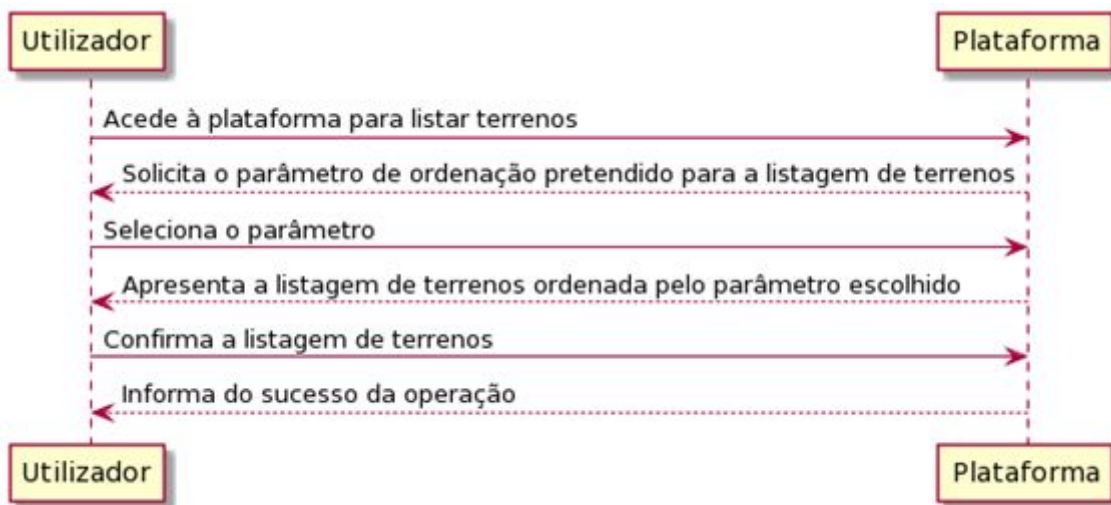 Utilizador
Plataforma
Acede à plataforma para listar terrenos
Solicita o parâmetro de ordenação pretendido para a listagem de terrenos
Seleciona o parâmetro
Apresenta a listagem de terrenos ordenada pelo parâmetro escolhido
Confirma a listagem de terrenos
Informa do sucesso da operação
Utilizador
Plataforma